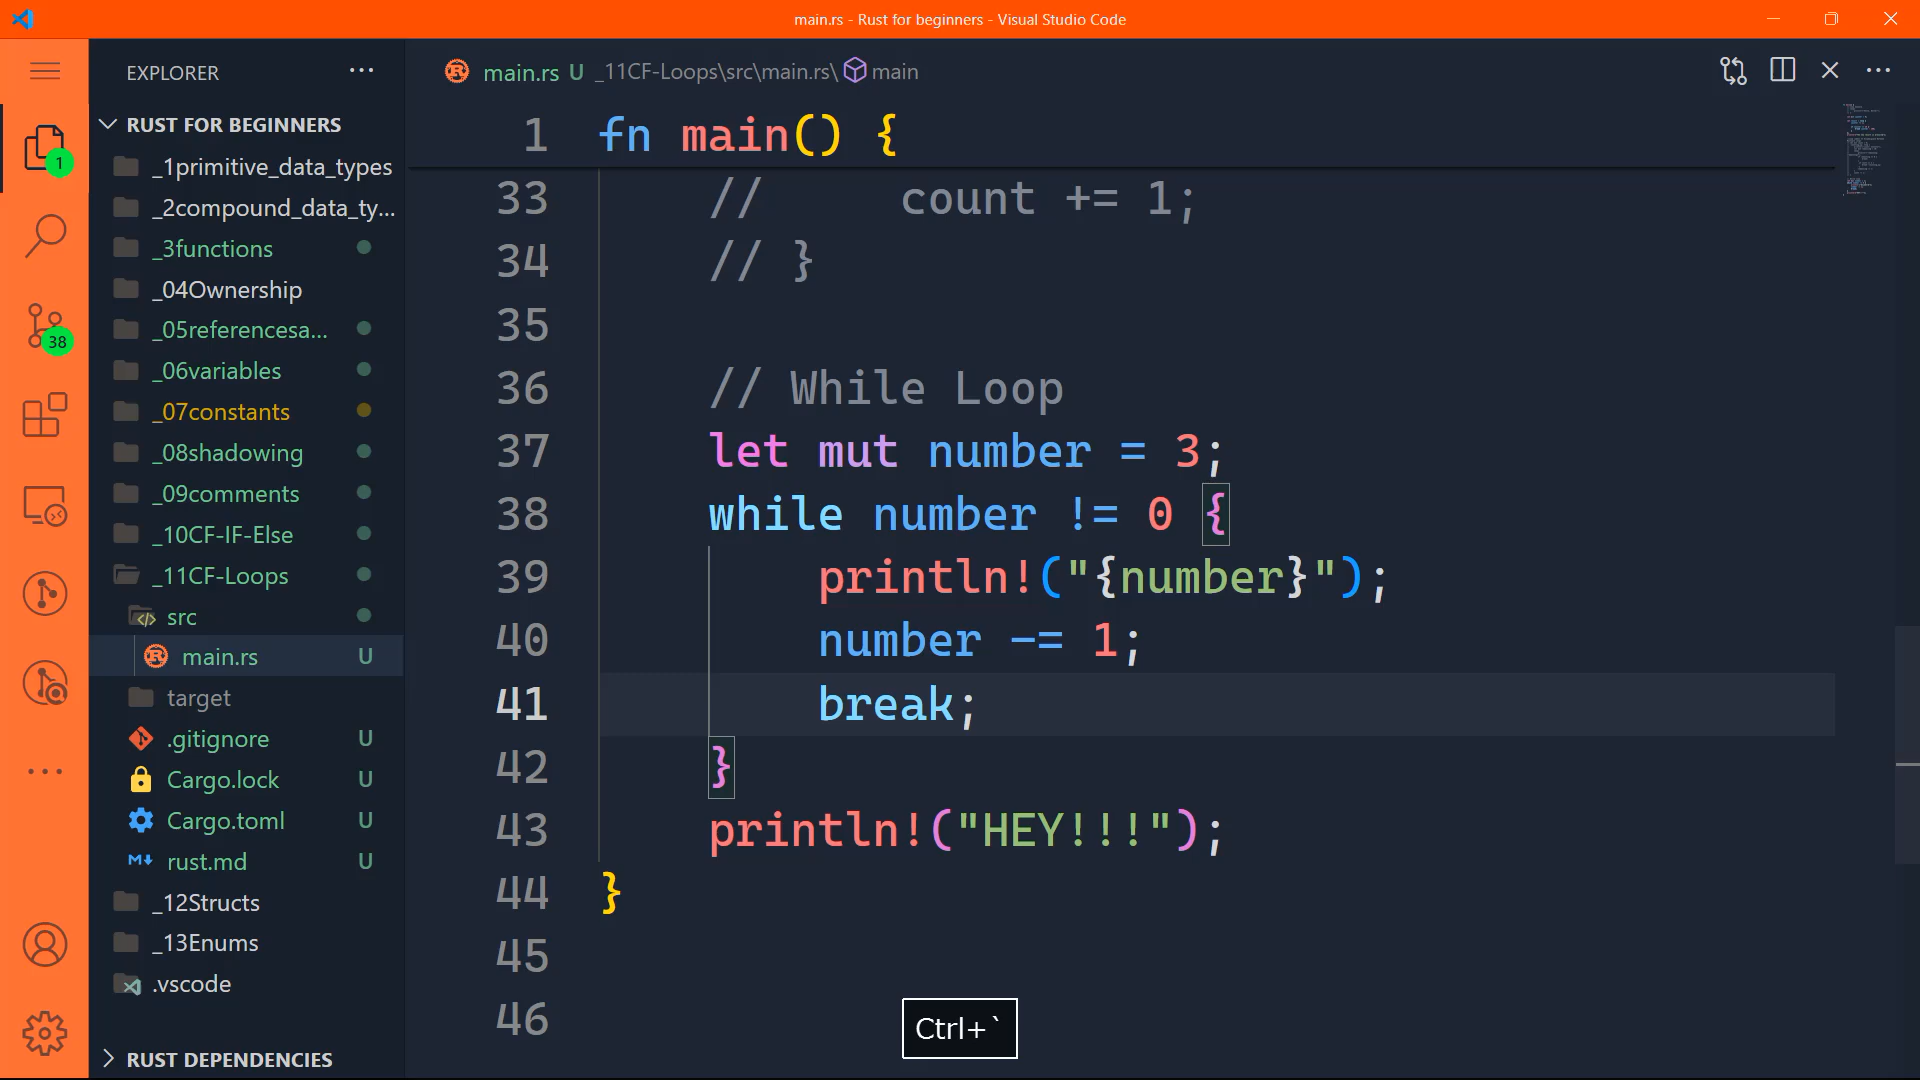 main.rs - Rust for beginners - Visual Studio Code
EXPLORER
RUST FOR BEGINNERS
_1primitive_data_types
_2compound_data_ty...
_3functions
_04Ownership
_05referencesa...
_06variables
_07constants
_08shadowing
_09comments
_10CF-IF-Else
_11CF-Loops
src
main.rs U
target
.gitignore U
Cargo.lock U
Cargo.toml U
rust.md U
_12Structs
_13Enums
.vscode
RUST DEPENDENCIES
1
38
main.rs U _11CF-Loops\src\main.rs\ main
1 fn main() {
33 //     count += 1;
34 // }
35
36 // While Loop
37 let mut number = 3;
38 while number != 0 {
39 println!("{number}");
40 number -= 1;
41 break;
42 }
43 println!("HEY!!!");
44 }
45
46
Ctrl+`